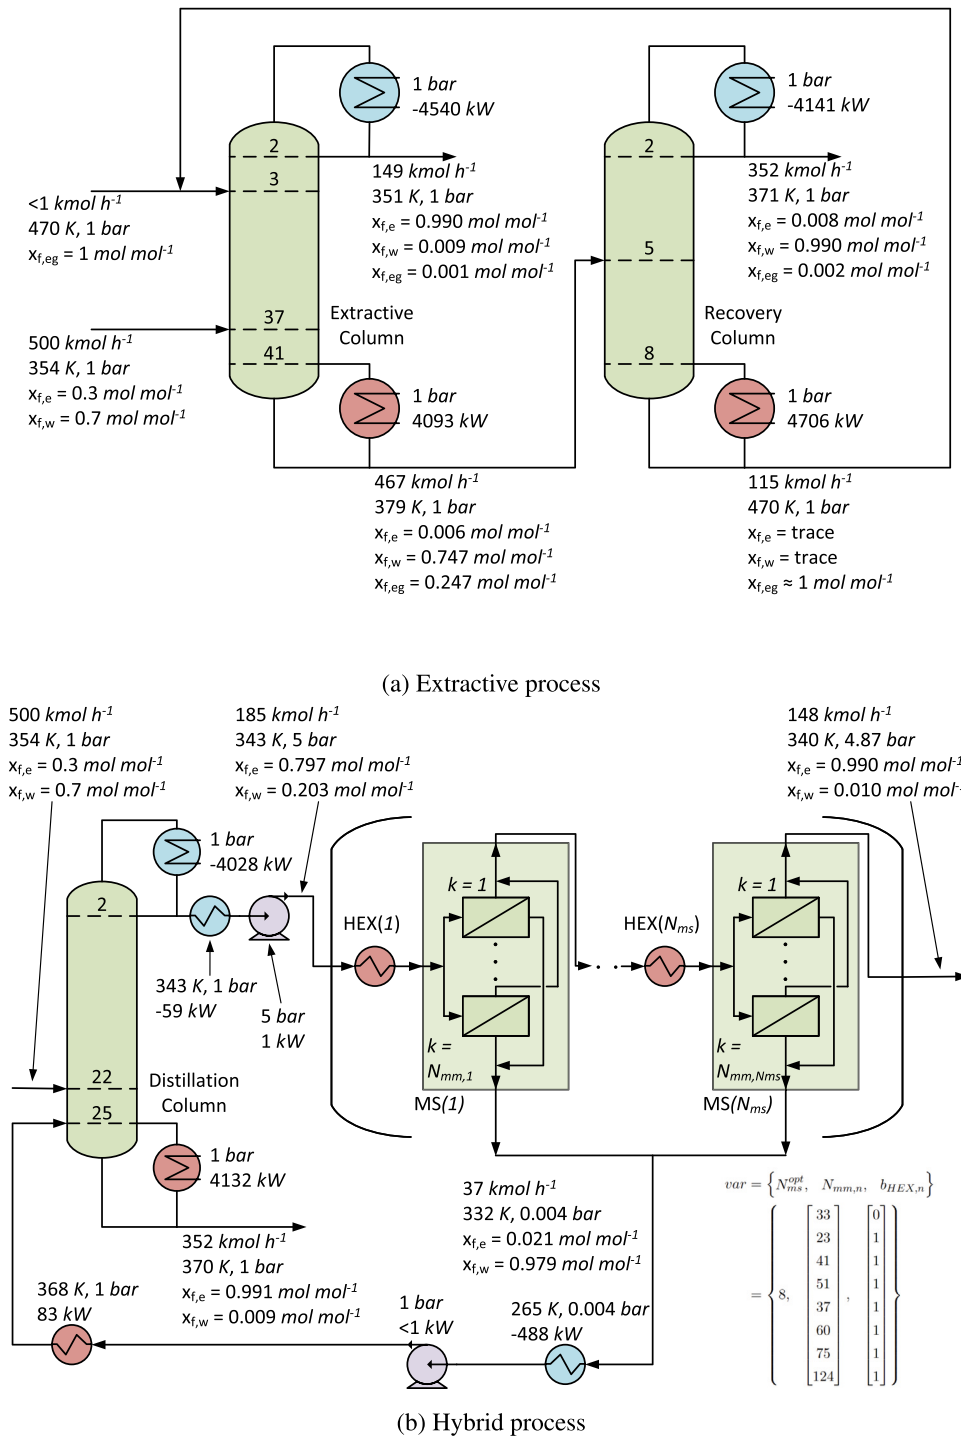 1 bar
-4540 kW
1 bar
-4141 kW
2
3
<1 kmol h-1
470 K, 1 bar
xf,eg = 1 mol mol-1
149 kmol h-1
351 K, 1 bar
xf,e = 0.990 mol mol-1
xf,w = 0.009 mol mol-1
xf,eg = 0.001 mol mol-1
2
352 kmol h-1
371 K, 1 bar
xf,e = 0.008 mol mol-1
xf,w = 0.990 mol mol-1
xf,eg = 0.002 mol mol-1
5
37
41
Extractive
Column
500 kmol h-1
354 K, 1 bar
xf,e = 0.3 mol mol-1
xf,w = 0.7 mol mol-1
8
Recovery
Column
1 bar
4093 kW
1 bar
4706 kW
467 kmol h-1
379 K, 1 bar
xf,e = 0.006 mol mol-1
xf,w = 0.747 mol mol-1
xf,eg = 0.247 mol mol-1
115 kmol h-1
470 K, 1 bar
xf,e = trace
xf,w = trace
xf,eg ≈ 1 mol mol-1
(a) Extractive process
500 kmol h-1
354 K, 1 bar
xf,e = 0.3 mol mol-1
xf,w = 0.7 mol mol-1
185 kmol h-1
343 K, 5 bar
xf,e = 0.797 mol mol-1
xf,w = 0.203 mol mol-1
148 kmol h-1
340 K, 4.87 bar
xf,e = 0.990 mol mol-1
xf,w = 0.010 mol mol-1
1 bar
-4028 kW
2
343 K, 1 bar
-59 kW
5 bar
1 kW
HEX(1)
k = 1
k =
Nmm,1
MS(1)
HEX(Nms)
k = 1
k =
Nmm,Nms
MS(Nms)
22
25
Distillation
Column
1 bar
4132 kW
352 kmol h-1
370 K, 1 bar
xf,e = 0.991 mol mol-1
xf,w = 0.009 mol mol-1
37 kmol h-1
332 K, 0.004 bar
xf,e = 0.021 mol mol-1
xf,w = 0.979 mol mol-1
368 K, 1 bar
83 kW
1 bar
<1 kW
265 K, 0.004 bar
-488 kW
var = {Nms^opt, Nmm,n, bHEX,n}
= {8, [33 23 41 51 37 60 75 124], [0 1 1 1 1 1 1 1]}
(b) Hybrid process